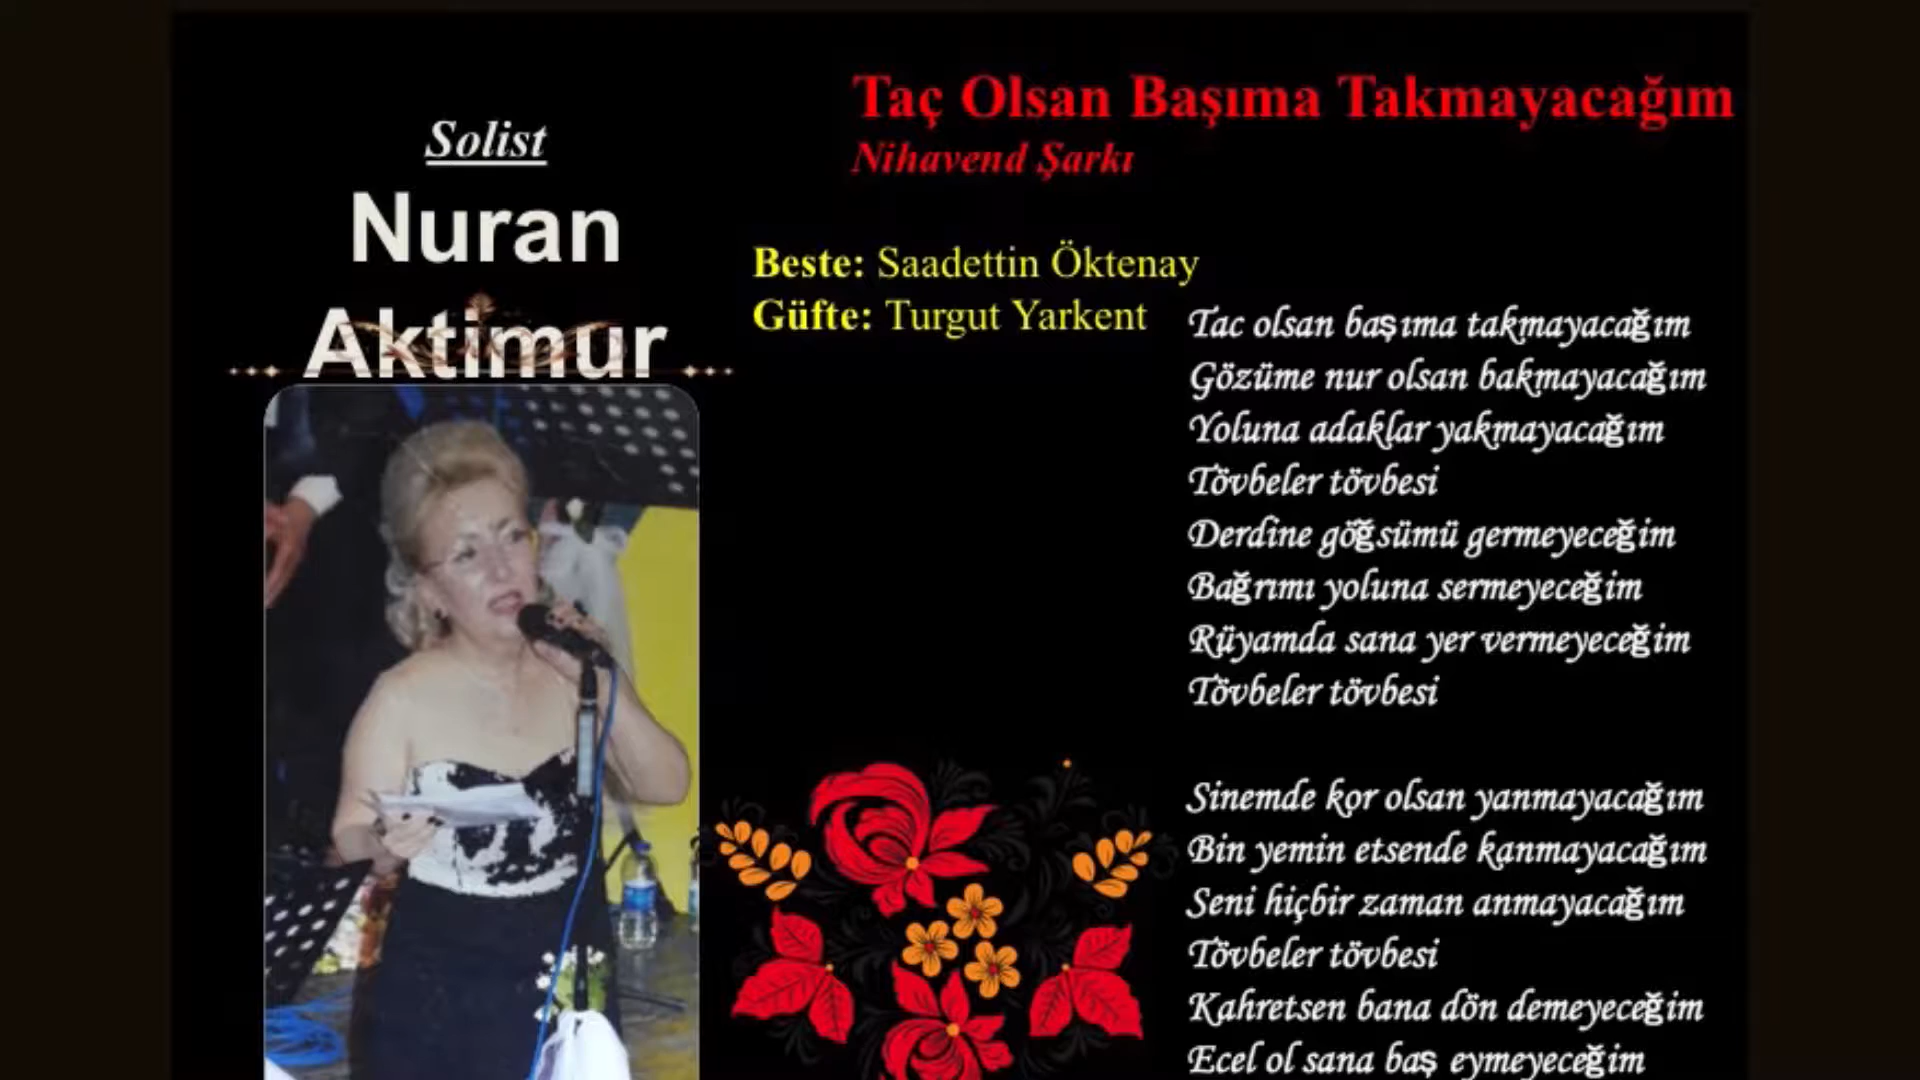 Solist
Nuran
Aktimur
Taç Olsan Başıma Takmayacağım
Nihavend Şarkı
Beste: Saadettin Öktenay
Güfte: Turgut Yarkent
Tac olsan başıma takmayacağım
Gözüme nur olsan bakmayacağım
Yoluna adaklar yakmayacağım
Tövbeler tövbesi
Derdine göğsümü germeyeceğim
Bağrımı yoluna sermeyeceğim
Rüyamda sana yer vermeyeceğim
Tövbeler tövbesi
Sinemde kor olsan yanmayacağım
Bin yemin etsende kanmayacağım
Seni hiçbir zaman anmayacağım
Tövbeler tövbesi
Kahretsen bana dön demeyeceğim
Ecel ol sana baş eymeyeceğim